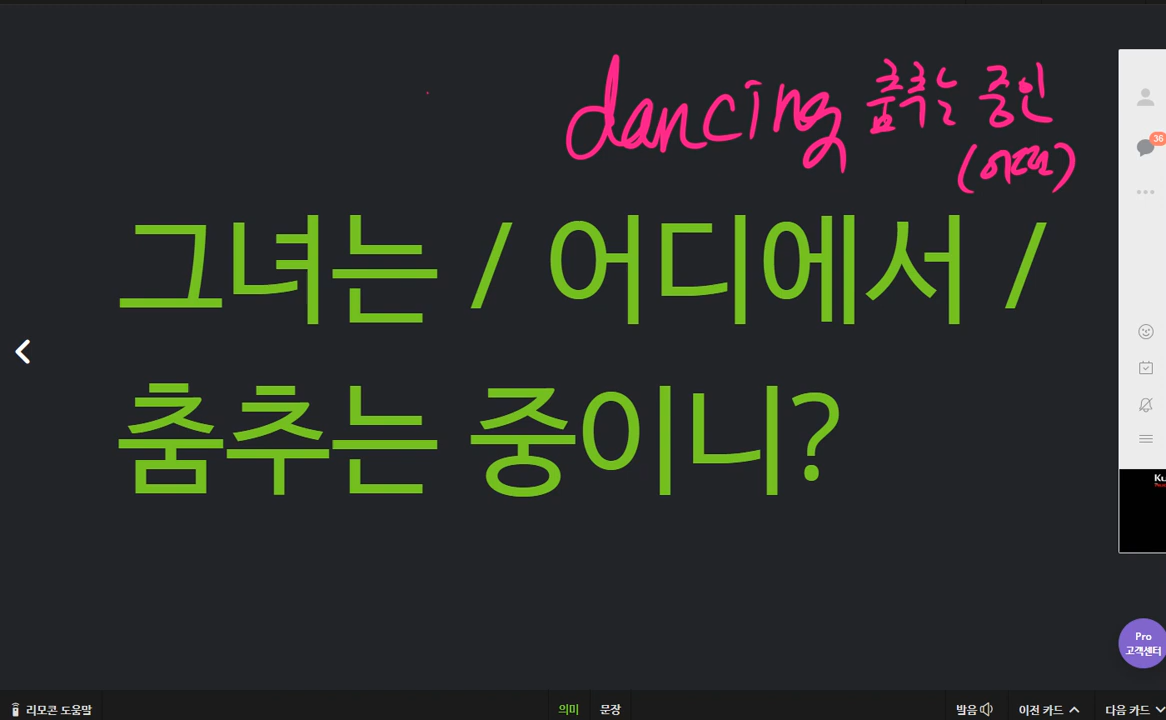 dancing 춤추는 중인
그녀는 / 어디에서 /
춤추는 중이니?
36
Pro
고객센터
리모콘 도움말
의미
문장
발음
이전 카드
다음 카드